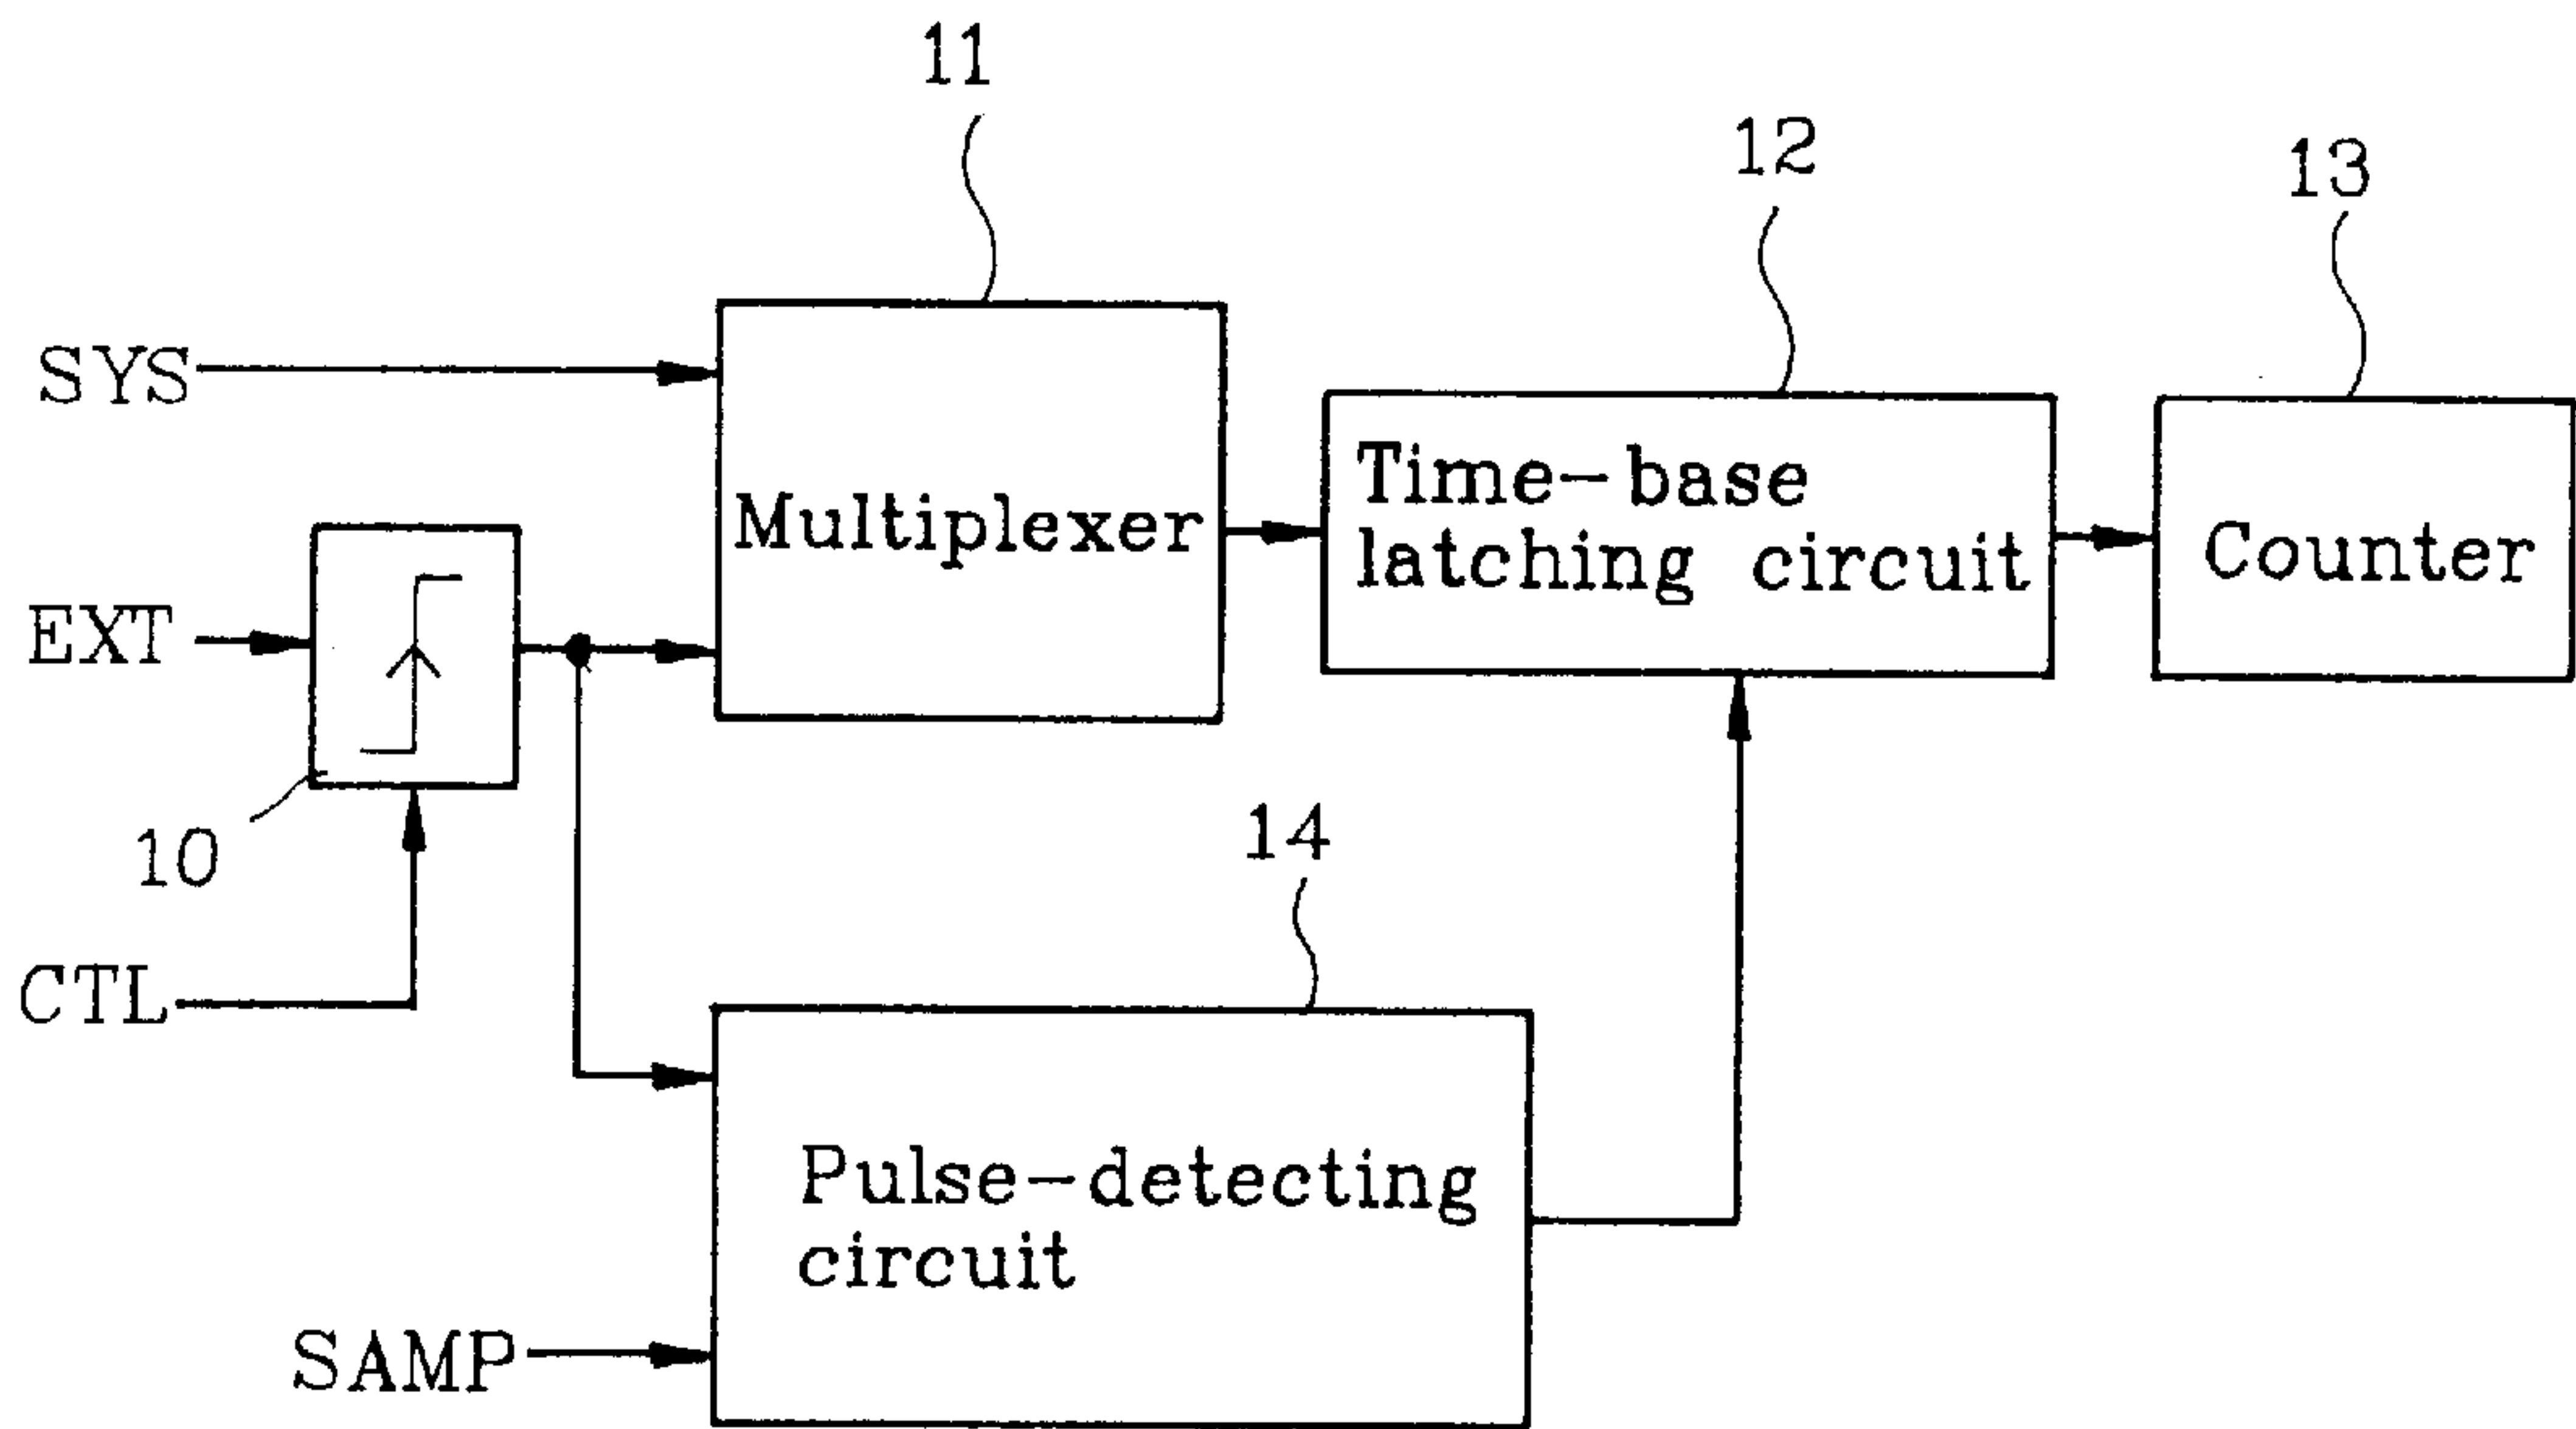 11
12
13
SYS
Multiplexer
Time-base
latching circuit
Counter
EXT
10
CTL
14
Pulse-detecting
circuit
SAMP